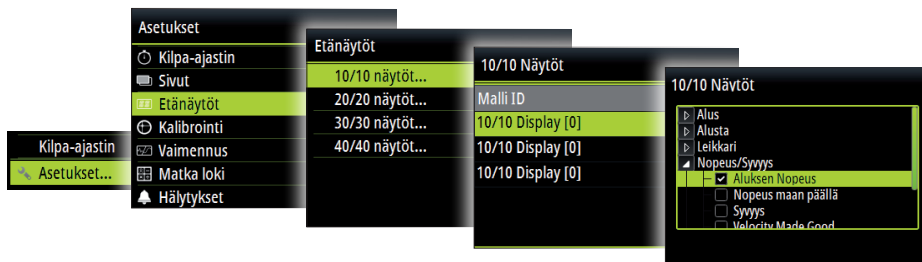 Kilpa-ajastin
Asetukset...
Asetukset
Kilpa-ajastin
Sivut
Etänäytöt
Kalibrointi
Vaimennus
Matka loki
Hälytykset
Etänäytöt
10/10 näytöt...
20/20 näytöt...
30/30 näytöt...
40/40 näytöt...
10/10 Näytöt
Malli ID
10/10 Display [0]
10/10 Display [0]
10/10 Display [0]
10/10 Näytöt
Alus
Alusta
Leikkari
Nopeus/Syvyys
Aluksen Nopeus
Nopeus maan päällä
Syvyys
Velocity Made Good